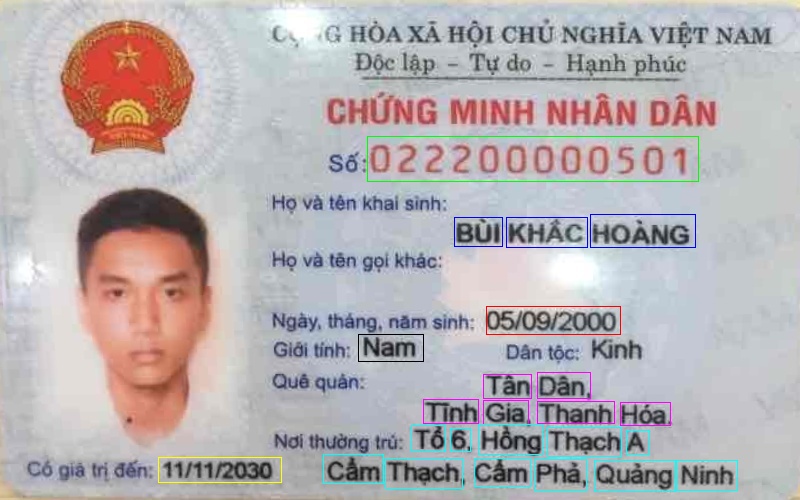 CỘNG HÒA XÃ HỘI CHỦ NGHĨA VIỆT NAM
Độc lập - Tự do - Hạnh phúc
CHỨNG MINH NHÂN DÂN
Số: 022200000501
Họ và tên khai sinh:
BÙI KHẮC HOÀNG
Họ và tên gọi khác:
Ngày, tháng, năm sinh: 05/09/2000
Giới tính: Nam Dân tộc: Kinh
Quê quán: Tân Dân,
Tĩnh Gia, Thanh Hóa,
Nơi thường trú: Tổ 6, Hồng Thạch A
Có giá trị đến: 11/11/2030 Cẩm Thạch, Cẩm Phả, Quảng Ninh